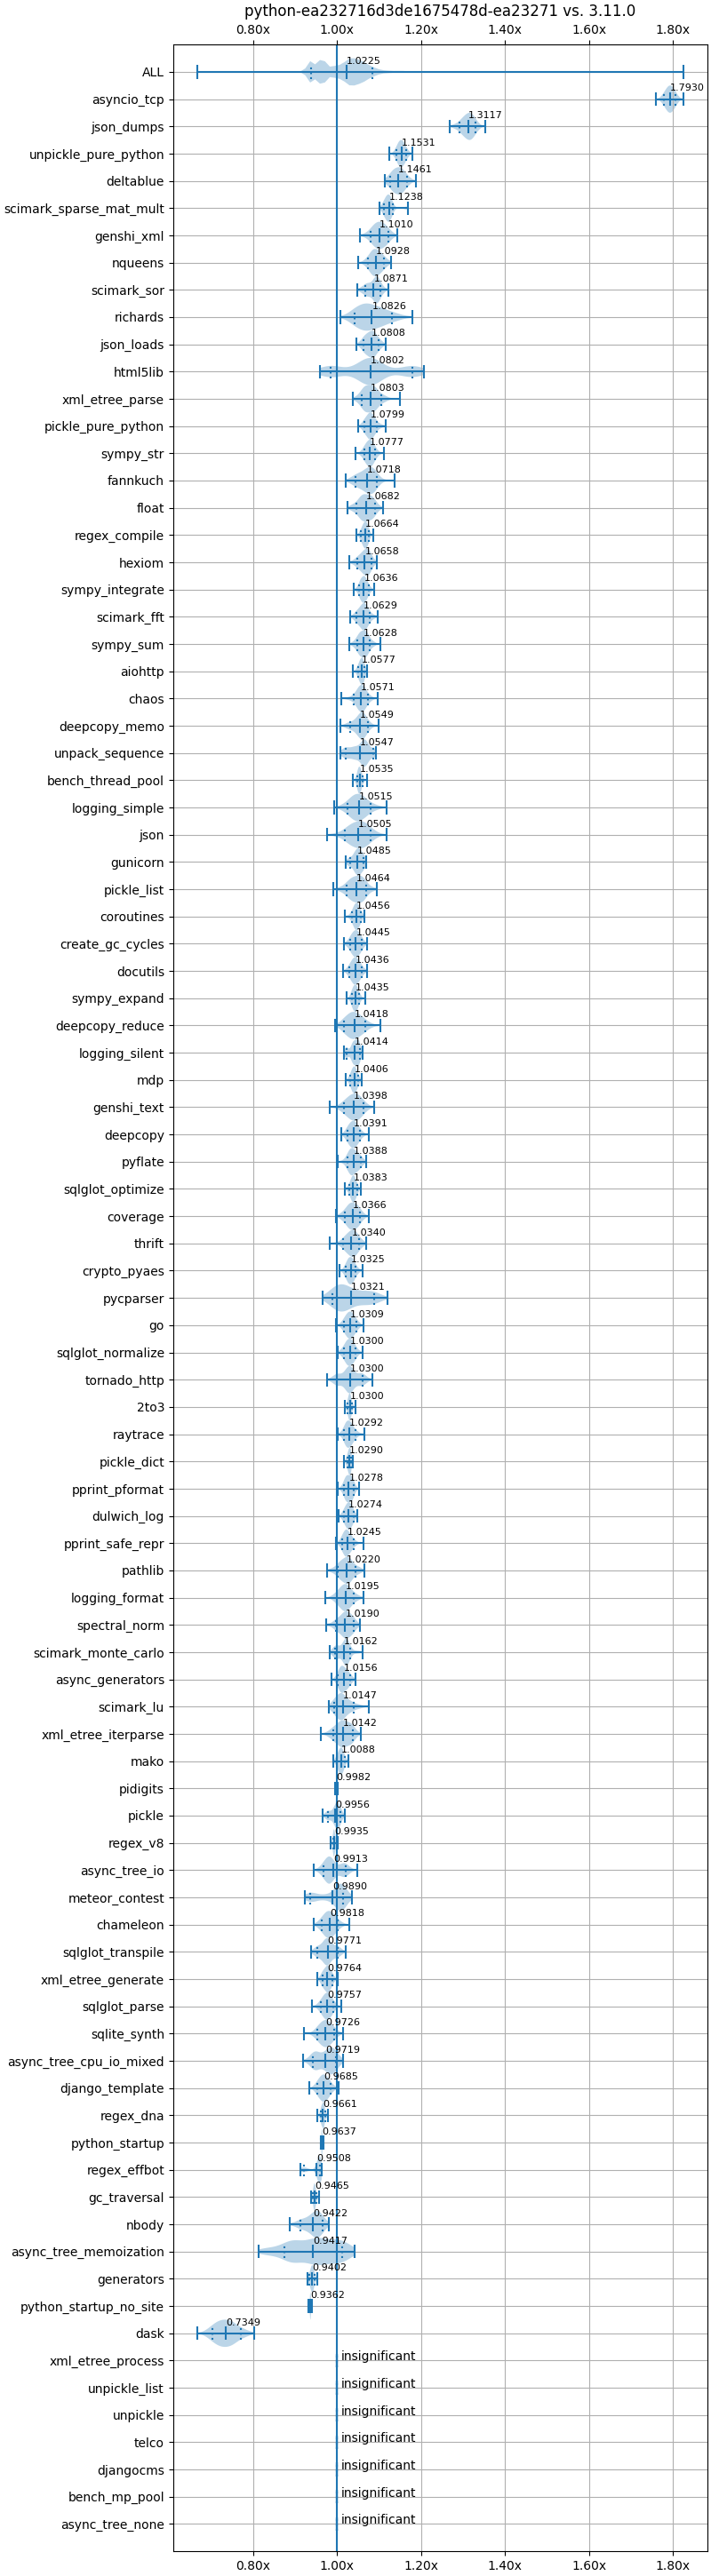 python-ea232716d3de1675478d-ea23271 vs. 3.11.0
0.80x 1.00x 1.20x 1.40x 1.60x 1.80x
ALL 1.0225
asyncio_tcp 1.7930
json_dumps 1.3117
unpickle_pure_python 1.1531
deltablue 1.1461
scimark_sparse_mat_mult 1.1238
genshi_xml 1.1010
nqueens 1.0928
scimark_sor 1.0871
richards 1.0826
json_loads 1.0808
html5lib 1.0802
xml_etree_parse 1.0803
pickle_pure_python 1.0799
sympy_str 1.0777
fannkuch 1.0718
float 1.0682
regex_compile 1.0664
hexiom 1.0658
sympy_integrate 1.0636
scimark_fft 1.0629
sympy_sum 1.0628
aiohttp 1.0577
chaos 1.0571
deepcopy_memo 1.0549
unpack_sequence 1.0547
bench_thread_pool 1.0535
logging_simple 1.0515
json 1.0505
gunicorn 1.0485
pickle_list 1.0464
coroutines 1.0456
create_gc_cycles 1.0445
docutils 1.0436
sympy_expand 1.0435
deepcopy_reduce 1.0418
logging_silent 1.0414
mdp 1.0406
genshi_text 1.0398
deepcopy 1.0391
pyflate 1.0388
sqlglot_optimize 1.0383
coverage 1.0366
thrift 1.0340
crypto_pyaes 1.0325
pycparser 1.0321
go 1.0309
sqlglot_normalize 1.0300
tornado_http 1.0300
2to3 1.0300
raytrace 1.0292
pickle_dict 1.0290
pprint_pformat 1.0278
dulwich_log 1.0274
pprint_safe_repr 1.0245
pathlib 1.0220
logging_format 1.0195
spectral_norm 1.0190
scimark_monte_carlo 1.0162
async_generators 1.0156
scimark_lu 1.0147
xml_etree_iterparse 1.0142
mako 1.0088
pidigits 0.9982
pickle 0.9956
regex_v8 0.9935
async_tree_io 0.9913
meteor_contest 0.9890
chameleon 0.9818
sqlglot_transpile 0.9771
xml_etree_generate 0.9764
sqlglot_parse 0.9757
sqlite_synth 0.9726
async_tree_cpu_io_mixed 0.9719
django_template 0.9685
regex_dna 0.9661
python_startup 0.9637
regex_effbot 0.9508
gc_traversal 0.9465
nbody 0.9422
async_tree_memoization 0.9417
generators 0.9402
python_startup_no_site 0.9362
dask 0.7349
xml_etree_process insignificant
unpickle_list insignificant
unpickle insignificant
telco insignificant
djangocms insignificant
bench_mp_pool insignificant
async_tree_none insignificant
0.80x 1.00x 1.20x 1.40x 1.60x 1.80x